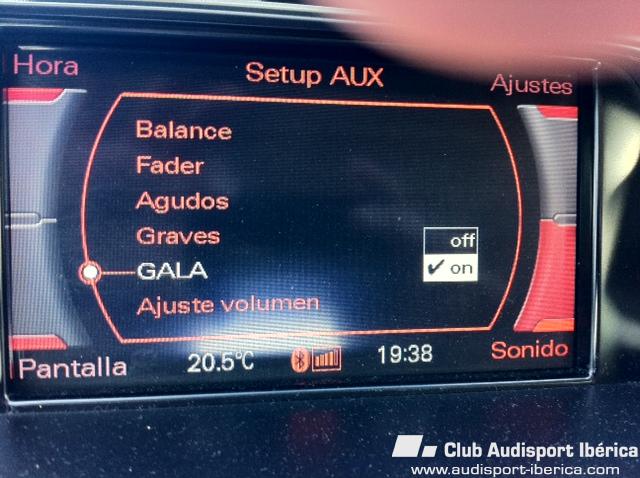 Hora
Setup AUX
Ajustes
Balance
Fader
Agudos
Graves
off
GALA
✔ on
Ajuste volumen
Pantalla
20.5°C
19:38
Sonido
Club Audisport Ibérica
www.audisport-iberica.com